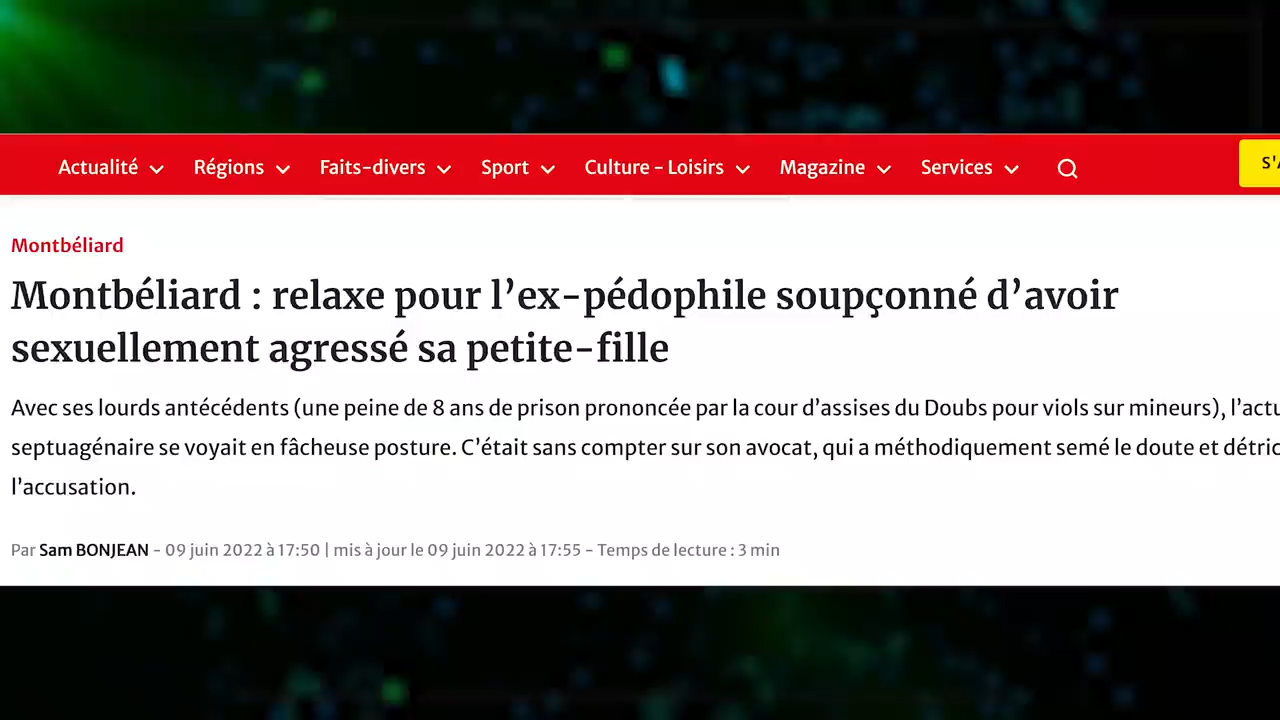 Actualité Régions Faits-divers Sport Culture - Loisirs Magazine Services
Montbéliard
Montbéliard : relaxe pour l’ex-pédophile soupçonné d’avoir
sexuellement agressé sa petite-fille
Avec ses lourds antécédents (une peine de 8 ans de prison prononcée par la cour d’assises du Doubs pour viols sur mineurs),
septuagénaire se voyait en fâcheuse posture. C’était sans compter sur son avocat, qui a méthodiquement semé le doute et
l’accusation.
Par Sam BONJEAN - 09 juin 2022 à 17:50 | mis à jour le 09 juin 2022 à 17:55 - Temps de lecture : 3 min